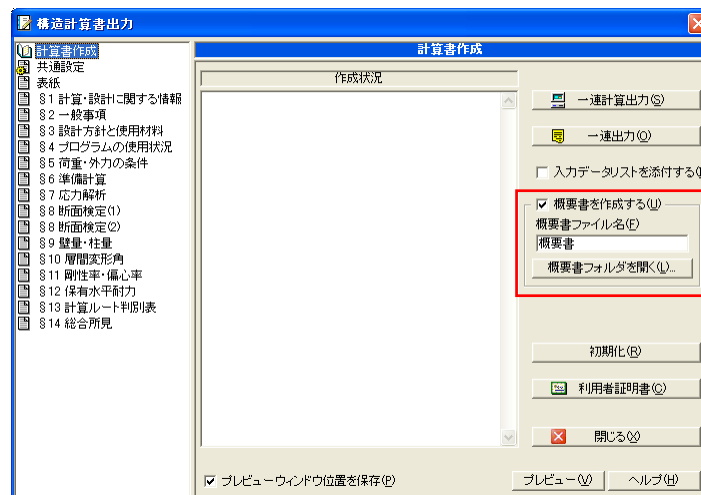 構造計算書出力
計算書作成
共通設定
表紙
§1 計算・設計に関する情報
§2 一般事項
§3 設計方針と使用材料
§4 プログラムの使用状況
§5 荷重・外力の条件
§6 準備計算
§7 応力解析
§8 断面検定(1)
§8 断面検定(2)
§9 壁量・柱量
§10 層間変形角
§11 剛性率・偏心率
§12 保有水平耐力
§13 計算ルート判別表
§14 総合所見
計算書作成
作成状況
一連計算出力(S)
一連出力(O)
入力データリストを添付する(I
概要書を作成する(U)
概要書ファイル名(F)
概要書
概要書フォルダを開く(L)...
初期化(R)
利用者証明書(C)
閉じる(X)
プレビューウィンドウ位置を保存(P)
プレビュー(V)
ヘルプ(H)